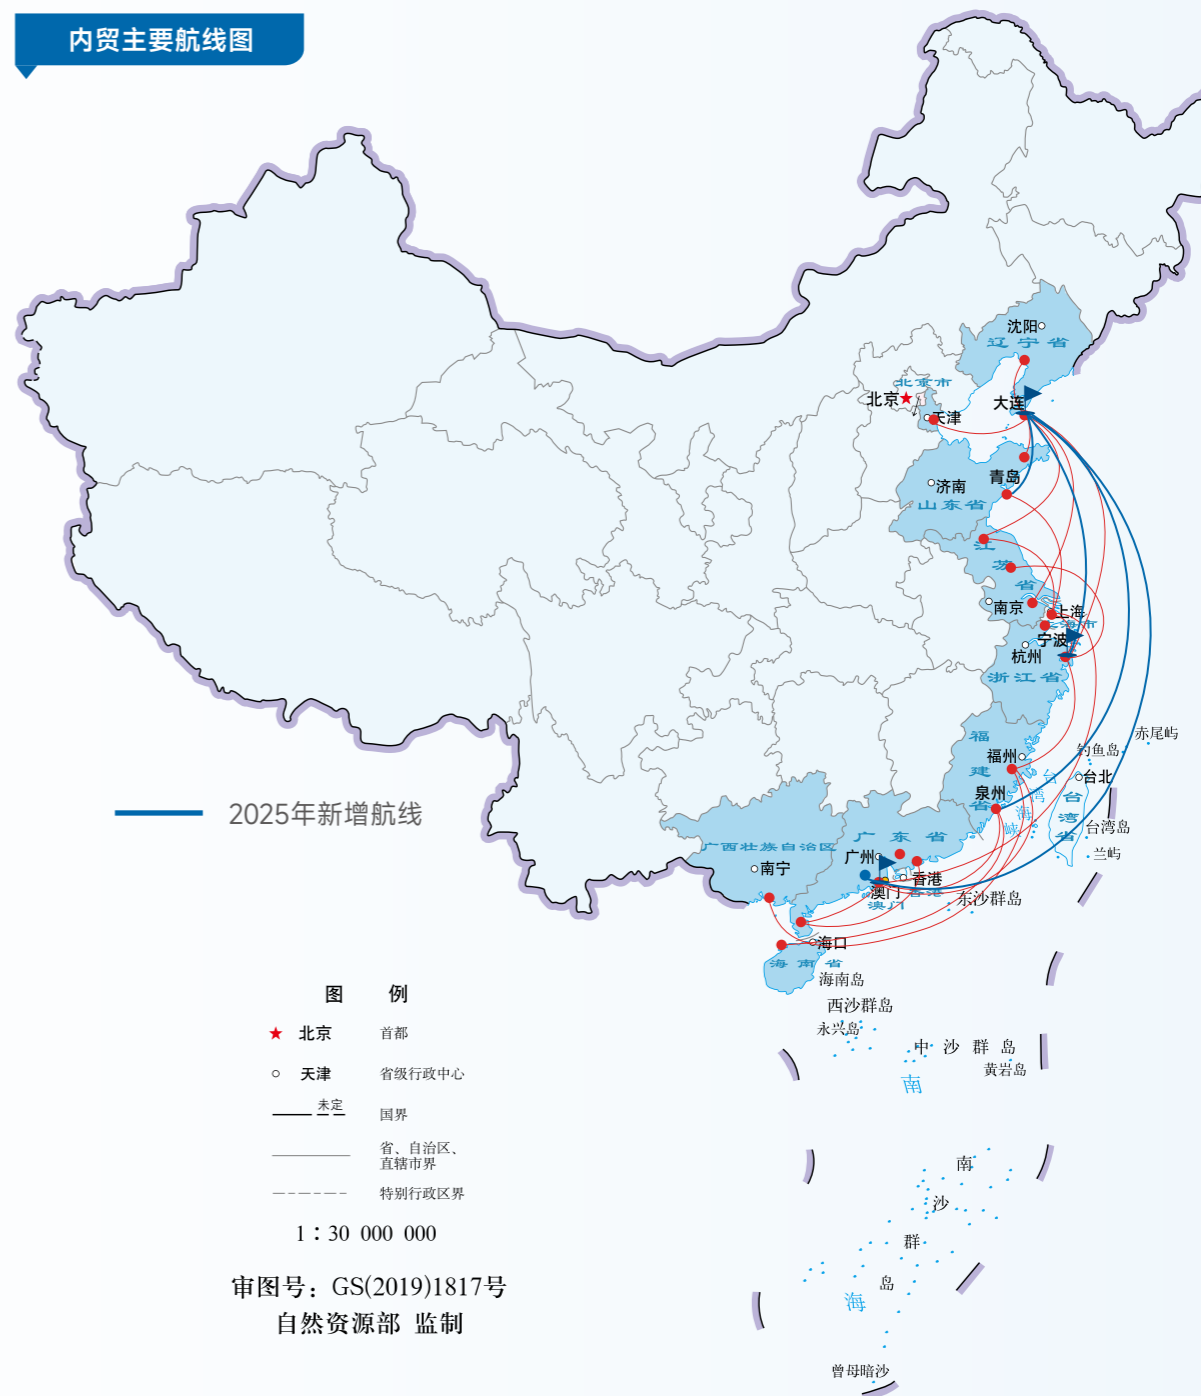 内贸主要航线图
沈阳
辽宁省
北京市
北京
大连
天津
青岛
济南
山东省
江苏省
南京
上海
上海市
宁波
杭州
浙江省
赤尾屿
福建省
钓鱼岛
福州
台北
泉州
台湾海峡
台湾省
2025年新增航线
台湾岛
广东省
广西壮族自治区
兰屿
广州
南宁
香港
澳门
香港
澳门
东沙群岛
海口
海南省
海南岛
图 例
西沙群岛
永兴岛
北京 首都
中沙群岛
黄岩岛
天津 省级行政中心
南海
未定 国界
省、自治区、
直辖市界
南沙群岛
特别行政区界
1：30 000 000
审图号：GS(2019)1817号
自然资源部 监制
曾母暗沙